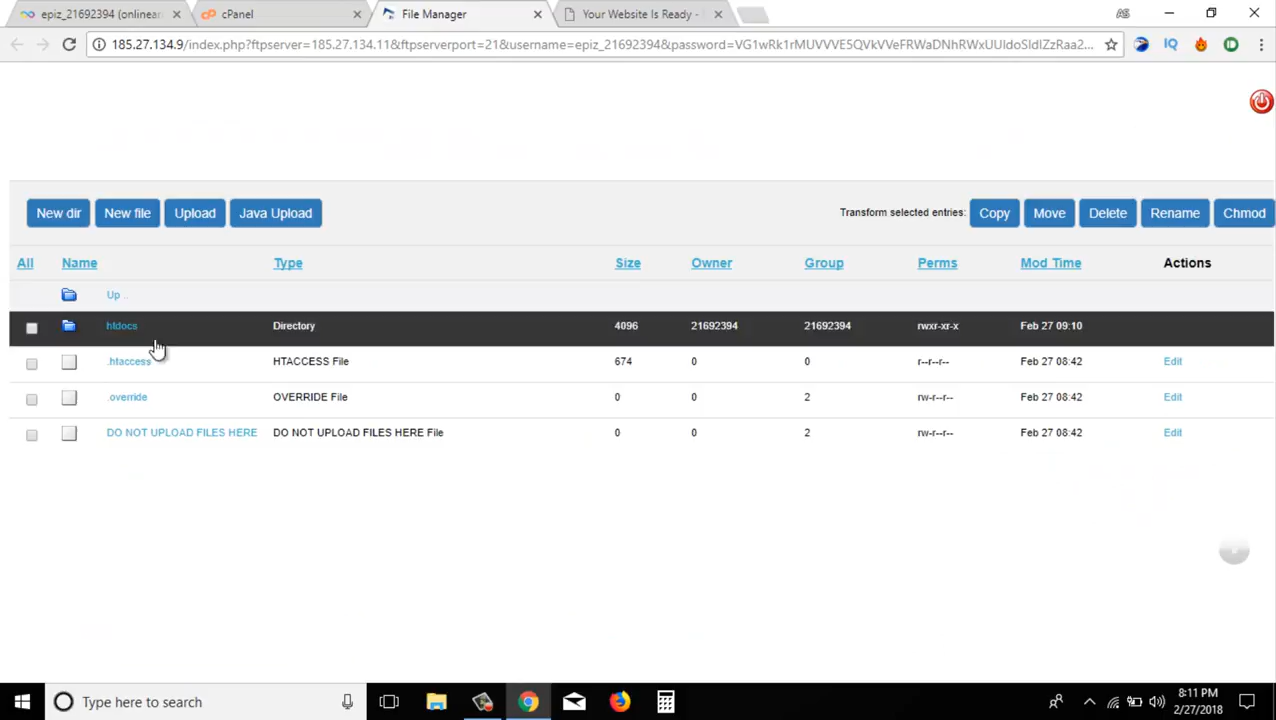 epiz_21692394 (onlinear
cPanel
File Manager
Your Website Is Ready -
185.27.134.9/index.php?ftpserver=185.27.134.11&ftpserverport=21&username=epiz_21692394&password=
New dir
New file
Upload
Java Upload
Transform selected entries:
Copy
Move
Delete
Rename
Chmod
All
Name
Type
Size
Owner
Group
Perms
Mod Time
Actions
Up ..
htdocs
Directory
4096
21692394
21692394
rwxr-xr-x
Feb 27 09:10
.htaccess
HTACCESS File
674
0
0
r--r--r--
Feb 27 08:42
Edit
.override
OVERRIDE File
0
0
2
rw-r--r--
Feb 27 08:42
Edit
DO NOT UPLOAD FILES HERE
DO NOT UPLOAD FILES HERE File
0
0
2
rw-r--r--
Feb 27 08:42
Edit
Type here to search
8:11 PM
2/27/2018